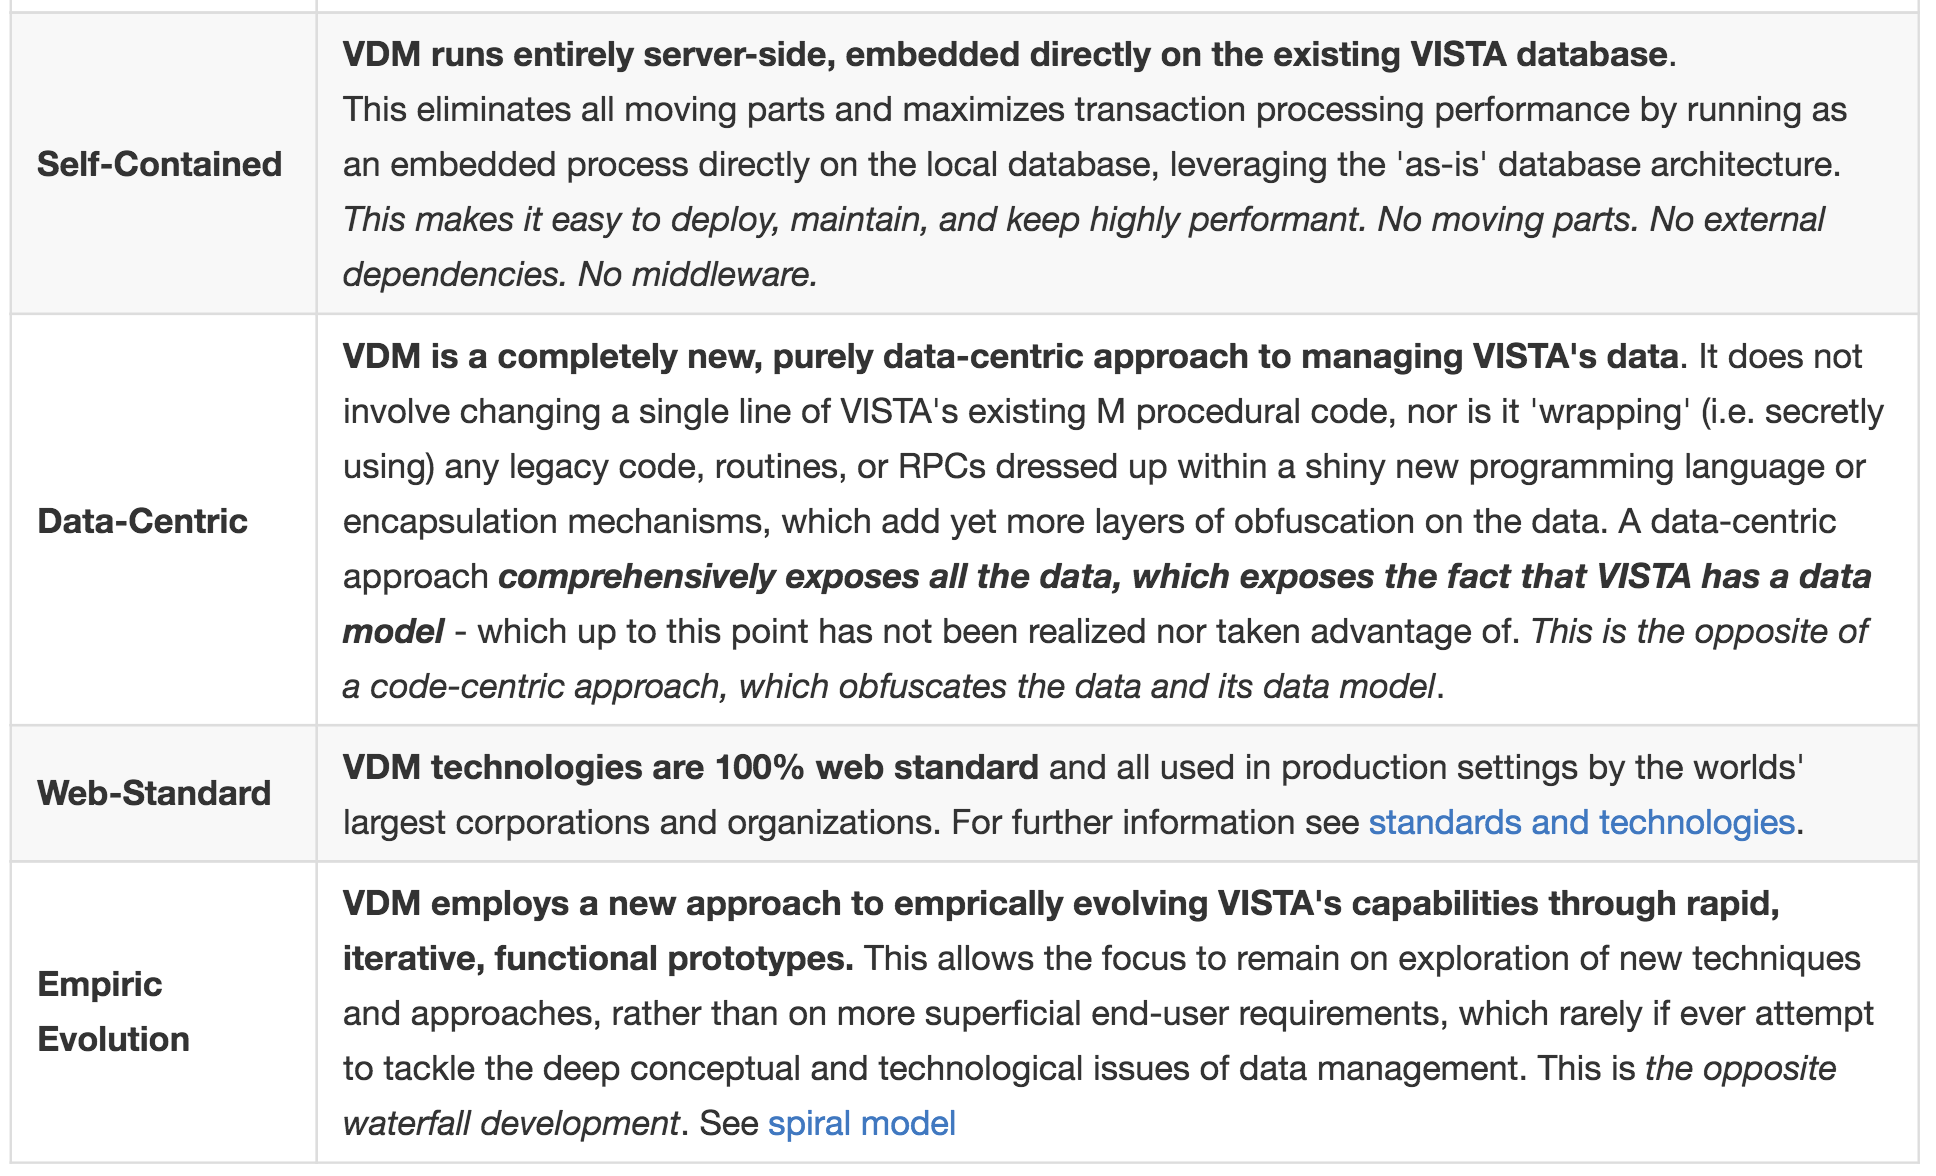 Self-Contained
VDM runs entirely server-side, embedded directly on the existing VISTA database.
This eliminates all moving parts and maximizes transaction processing performance by running as
an embedded process directly on the local database, leveraging the 'as-is' database architecture.
This makes it easy to deploy, maintain, and keep highly performant. No moving parts. No external
dependencies. No middleware.
Data-Centric
VDM is a completely new, purely data-centric approach to managing VISTA's data. It does not
involve changing a single line of VISTA's existing M procedural code, nor is it 'wrapping' (i.e. secretly
using) any legacy code, routines, or RPCs dressed up within a shiny new programming language or
encapsulation mechanisms, which add yet more layers of obfuscation on the data. A data-centric
approach comprehensively exposes all the data, which exposes the fact that VISTA has a data
model - which up to this point has not been realized nor taken advantage of. This is the opposite of
a code-centric approach, which obfuscates the data and its data model.
Web-Standard
VDM technologies are 100% web standard and all used in production settings by the worlds'
largest corporations and organizations. For further information see standards and technologies.
Empiric
Evolution
VDM employs a new approach to emprically evolving VISTA's capabilities through rapid,
iterative, functional prototypes. This allows the focus to remain on exploration of new techniques
and approaches, rather than on more superficial end-user requirements, which rarely if ever attempt
to tackle the deep conceptual and technological issues of data management. This is the opposite
waterfall development. See spiral model